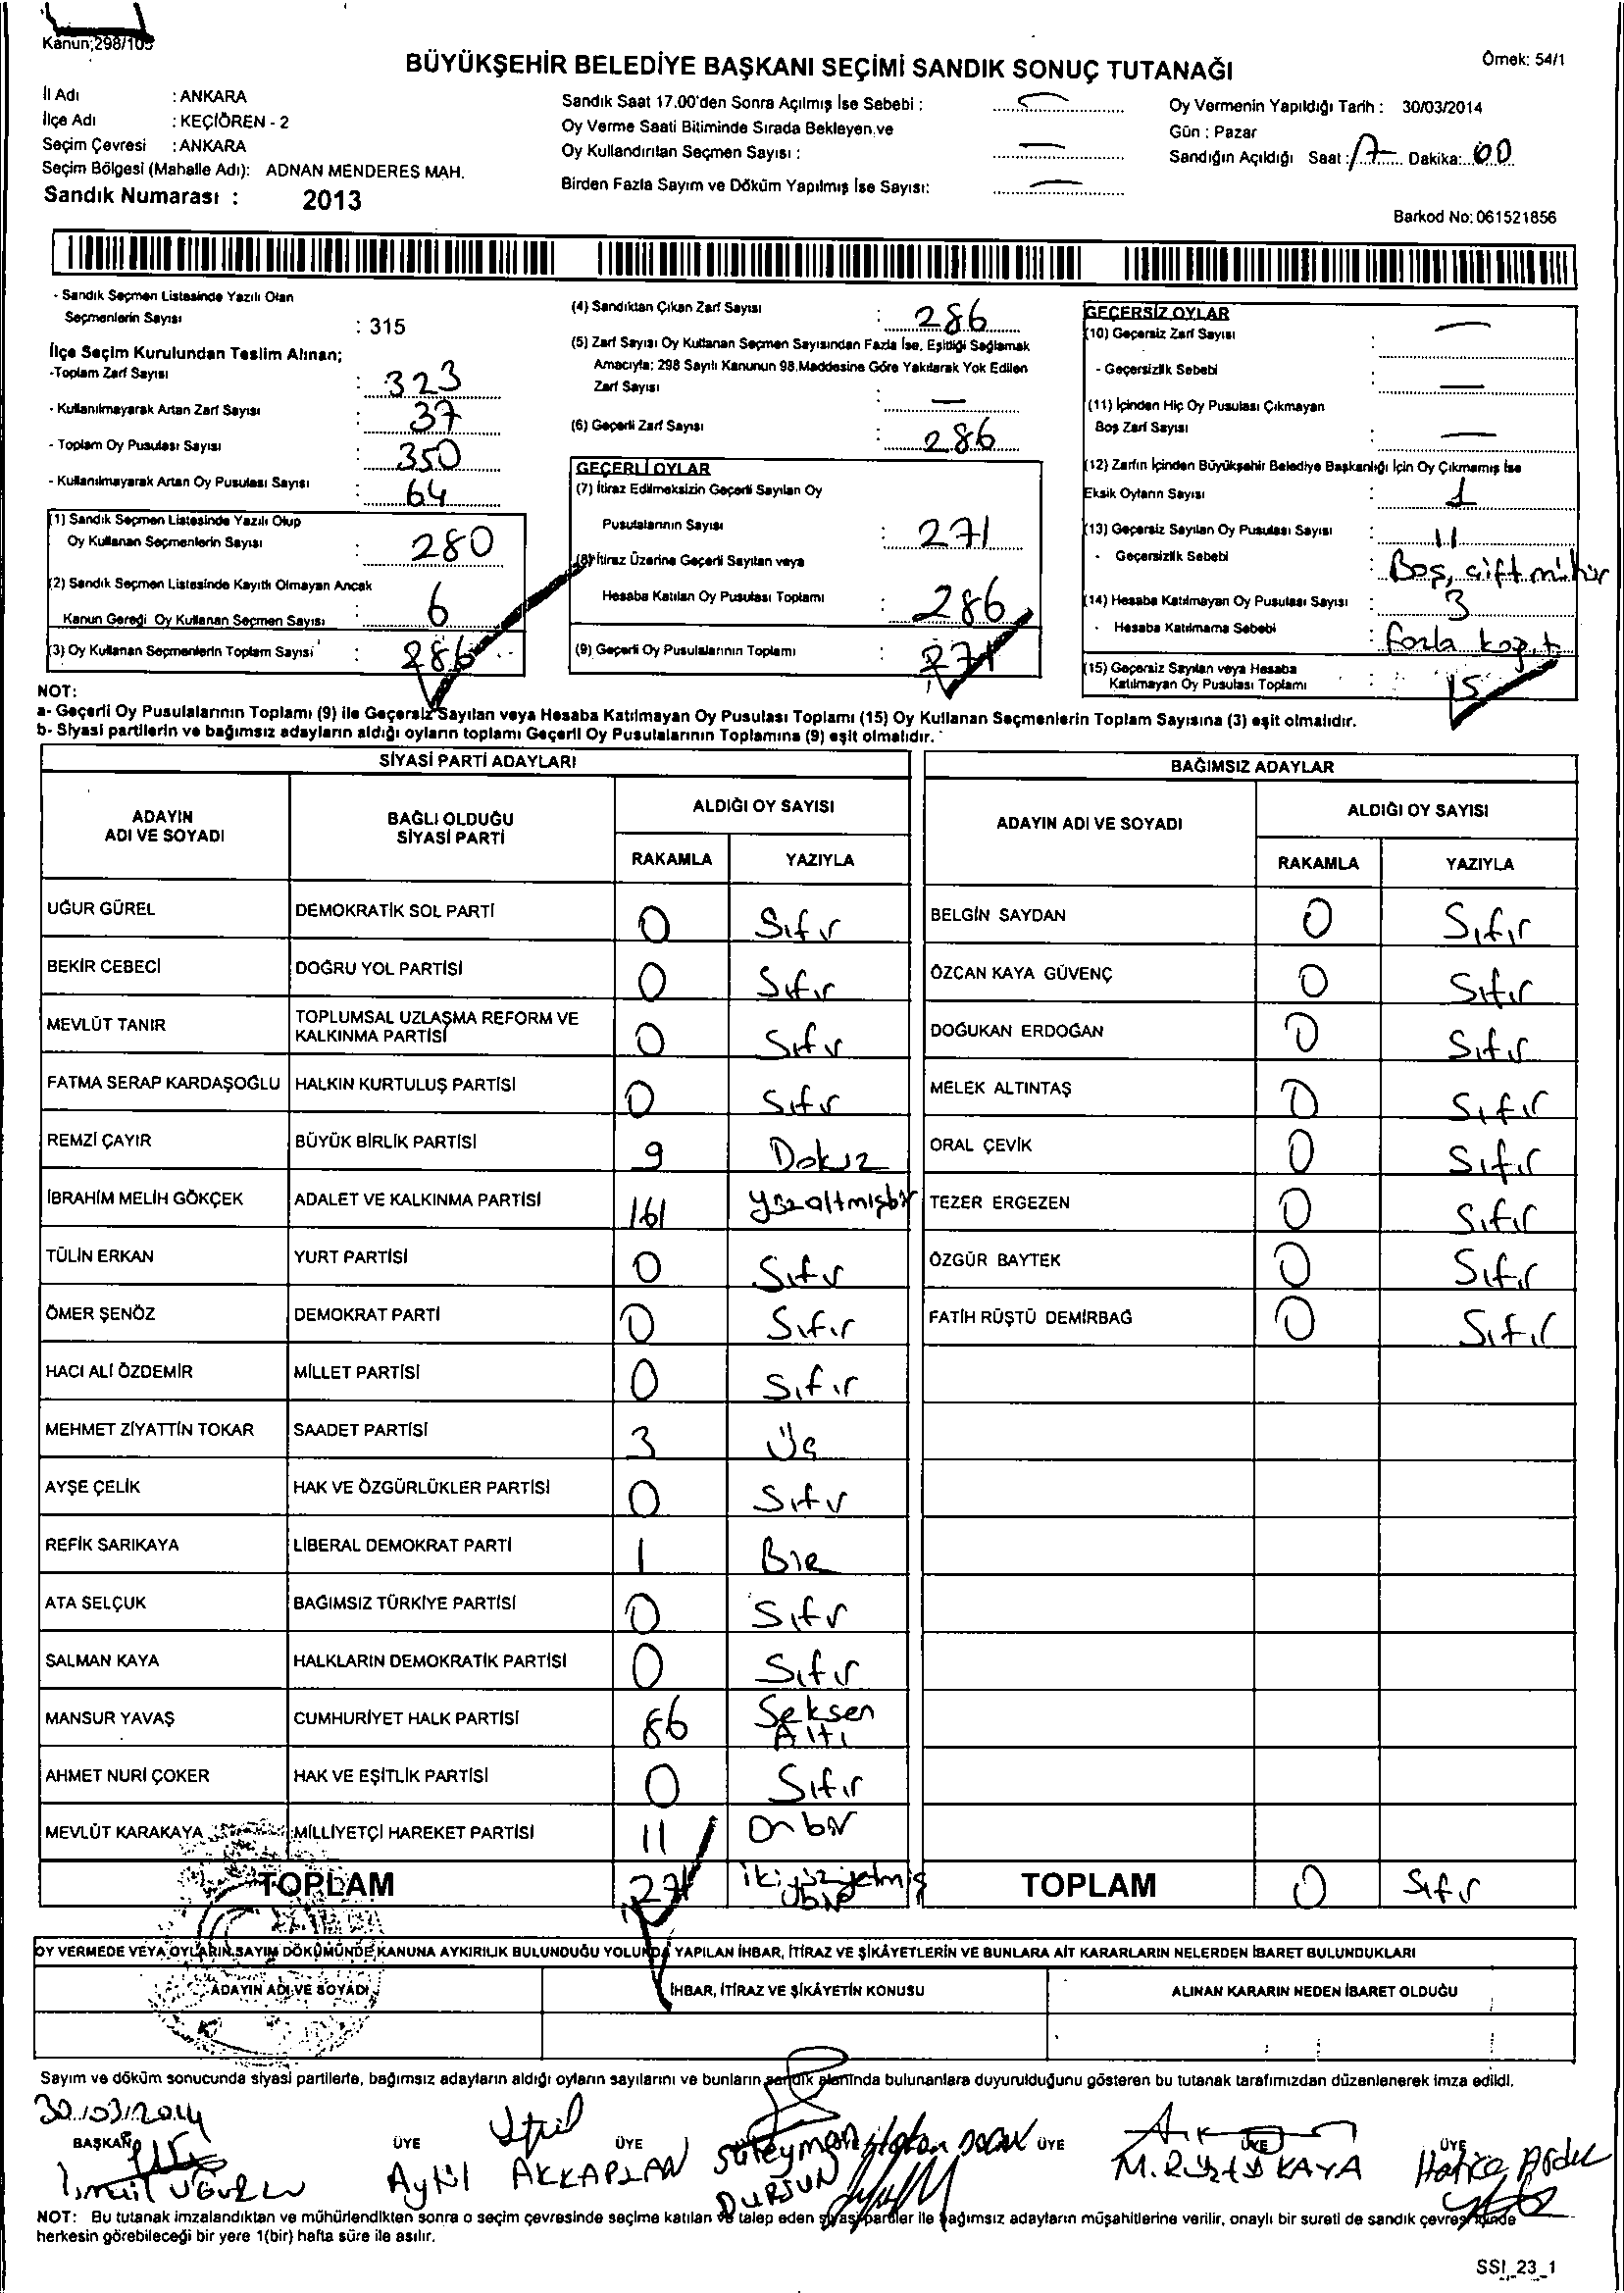 Kanun;298/105
BÜYÜKŞEHİR BELEDİYE BAŞKANI SEÇİMİ SANDIK SONUÇ TUTANAĞI
Örnek: 54/1
İl Adı : ANKARA
İlçe Adı : KEÇİÖREN - 2
Seçim Çevresi : ANKARA
Seçim Bölgesi (Mahalle Adı): ADNAN MENDERES MAH.
Sandık Numarası : 2013
Sandık Saat 17.00'den Sonra Açılmış İse Sebebi : —
Oy Verme Saati Bitiminde Sırada Bekleyen ve
Oy Kullandırılan Seçmen Sayısı : —
Birden Fazla Sayım ve Döküm Yapılmış İse Sayısı: —
Oy Vermenin Yapıldığı Tarih : 30/03/2014
Gün : Pazar
Sandığın Açıldığı Saat : 17 Dakika: 00
Barkod No: 061521856
- Sandık Seçmen Listesinde Yazılı Olan
Seçmenlerin Sayısı : 315
İlçe Seçim Kurulundan Teslim Alınan;
-Toplam Zarf Sayısı : 323
- Kullanılmayarak Artan Zarf Sayısı : 37
- Toplam Oy Pusulası Sayısı : 350
- Kullanılmayarak Artan Oy Pusulası Sayısı : 64
(1) Sandık Seçmen Listesinde Yazılı Olup
Oy Kullanan Seçmenlerin Sayısı : 280
(2) Sandık Seçmen Listesinde Kayıtlı Olmayan Ancak
Kanun Gereği Oy Kullanan Seçmen Sayısı : 6
(3) Oy Kullanan Seçmenlerin Toplam Sayısı : 286
(4) Sandıktan Çıkan Zarf Sayısı : 286
(5) Zarf Sayısı Oy Kullanan Seçmen Sayısından Fazla İse, Eşitliği Sağlamak
Amacıyla; 298 Sayılı Kanunun 98.Maddesine Göre Yakılarak Yok Edilen
Zarf Sayısı : —
(6) Geçerli Zarf Sayısı : 286
GEÇERLİ OYLAR
(7) İtiraz Edilmeksizin Geçerli Sayılan Oy
Pusulalarının Sayısı : 271
(8) İtiraz Üzerine Geçerli Sayılan veya
Hesaba Katılan Oy Pusulası Toplamı : 286
(9) Geçerli Oy Pusulalarının Toplamı : 271
GEÇERSİZ OYLAR
(10) Geçersiz Zarf Sayısı : —
- Geçersizlik Sebebi : —
(11) İçinden Hiç Oy Pusulası Çıkmayan
Boş Zarf Sayısı : —
(12) Zarfın İçinden Büyükşehir Belediye Başkanlığı İçin Oy Çıkmamış İse
Eksik Oyların Sayısı : 1
(13) Geçersiz Sayılan Oy Pusulası Sayısı : 11
- Geçersizlik Sebebi : Boş, çift mühür
(14) Hesaba Katılmayan Oy Pusulası Sayısı : 3
- Hesaba Katılmama Sebebi : fazla
(15) Geçersiz Sayılan veya Hesaba
Katılmayan Oy Pusulası Toplamı : 15
NOT:
a- Geçerli Oy Pusulalarının Toplamı (9) ile Geçersiz Sayılan veya Hesaba Katılmayan Oy Pusulası Toplamı (15) Oy Kullanan Seçmenlerin Toplam Sayısına (3) eşit olmalıdır.
b- Siyasi partilerin ve bağımsız adayların aldığı oyların toplamı Geçerli Oy Pusulalarının Toplamına (9) eşit olmalıdır.
SİYASİ PARTİ ADAYLARI
ADAYIN
ADI VE SOYADI
BAĞLI OLDUĞU
SİYASİ PARTİ
ALDIĞI OY SAYISI
RAKAMLA YAZIYLA
UĞUR GÜREL DEMOKRATİK SOL PARTİ 0 Sıfır
BEKİR CEBECİ DOĞRU YOL PARTİSİ 0 Sıfır
MEVLÜT TANIR TOPLUMSAL UZLAŞMA REFORM VE
KALKINMA PARTİSİ 0 Sıfır
FATMA SERAP KARDAŞOĞLU HALKIN KURTULUŞ PARTİSİ 0 Sıfır
REMZİ ÇAYIR BÜYÜK BİRLİK PARTİSİ 9 Dokuz
İBRAHİM MELİH GÖKÇEK ADALET VE KALKINMA PARTİSİ 161 yüzaltmışbir
TÜLİN ERKAN YURT PARTİSİ 0 Sıfır
ÖMER ŞENÖZ DEMOKRAT PARTİ 0 Sıfır
HACI ALİ ÖZDEMİR MİLLET PARTİSİ 0 Sıfır
MEHMET ZİYATTİN TOKAR SAADET PARTİSİ 3 Üç
AYŞE ÇELİK HAK VE ÖZGÜRLÜKLER PARTİSİ 0 Sıfır
REFİK SARIKAYA LİBERAL DEMOKRAT PARTİ 1 Bir
ATA SELÇUK BAĞIMSIZ TÜRKİYE PARTİSİ 0 Sıfır
SALMAN KAYA HALKLARIN DEMOKRATİK PARTİSİ 0 Sıfır
MANSUR YAVAŞ CUMHURİYET HALK PARTİSİ 86 Seksen
Altı
AHMET NURİ ÇOKER HAK VE EŞİTLİK PARTİSİ 0 Sıfır
MEVLÜT KARAKAYA MİLLİYETÇİ HAREKET PARTİSİ 11 Onbir
TOPLAM 271 ikiyüzyetmiş
bir
BAĞIMSIZ ADAYLAR
ADAYIN ADI VE SOYADI
ALDIĞI OY SAYISI
RAKAMLA YAZIYLA
BELGİN SAYDAN 0 Sıfır
ÖZCAN KAYA GÜVENÇ 0 Sıfır
DOĞUKAN ERDOĞAN 0 Sıfır
MELEK ALTINTAŞ 0 Sıfır
ORAL ÇEVİK 0 Sıfır
TEZER ERGEZEN 0 Sıfır
ÖZGÜR BAYTEK 0 Sıfır
FATİH RÜŞTÜ DEMİRBAĞ 0 Sıfır
TOPLAM 0 Sıfır
OY VERMEDE VEYA OYLARIN SAYIM DÖKÜMÜNDE KANUNA AYKIRILIK BULUNDUĞU YOLUNDA YAPILAN İHBAR, İTİRAZ VE ŞİKÂYETLERİN VE BUNLARA AİT KARARLARIN NELERDEN İBARET BULUNDUKLARI
ADAYIN ADI VE SOYADI
İHBAR, İTİRAZ VE ŞİKÂYETİN KONUSU
ALINAN KARARIN NEDEN İBARET OLDUĞU
Sayım ve döküm sonucunda siyasi partilerle, bağımsız adayların aldığı oyların sayılarını ve bunların sandık alanında bulunanlara duyurulduğunu gösteren bu tutanak tarafımızdan düzenlenerek imza edildi.
30/03/2014
BAŞKAN ÜYE ÜYE ÜYE ÜYE ÜYE
İsmail UĞURLU
Aytül AKKAPLAN
Süleyman
DURSUN
M. Rüştü KAYA
Hatice
NOT: Bu tutanak imzalandıktan ve mühürlendikten sonra o seçim çevresinde seçime katılan ve talep eden siyasi partiler ile bağımsız adayların müşahitlerine verilir, onaylı bir sureti de sandık çevresi içinde
herkesin görebileceği bir yere 1(bir) hafta süre ile asılır.
SSI_23_1